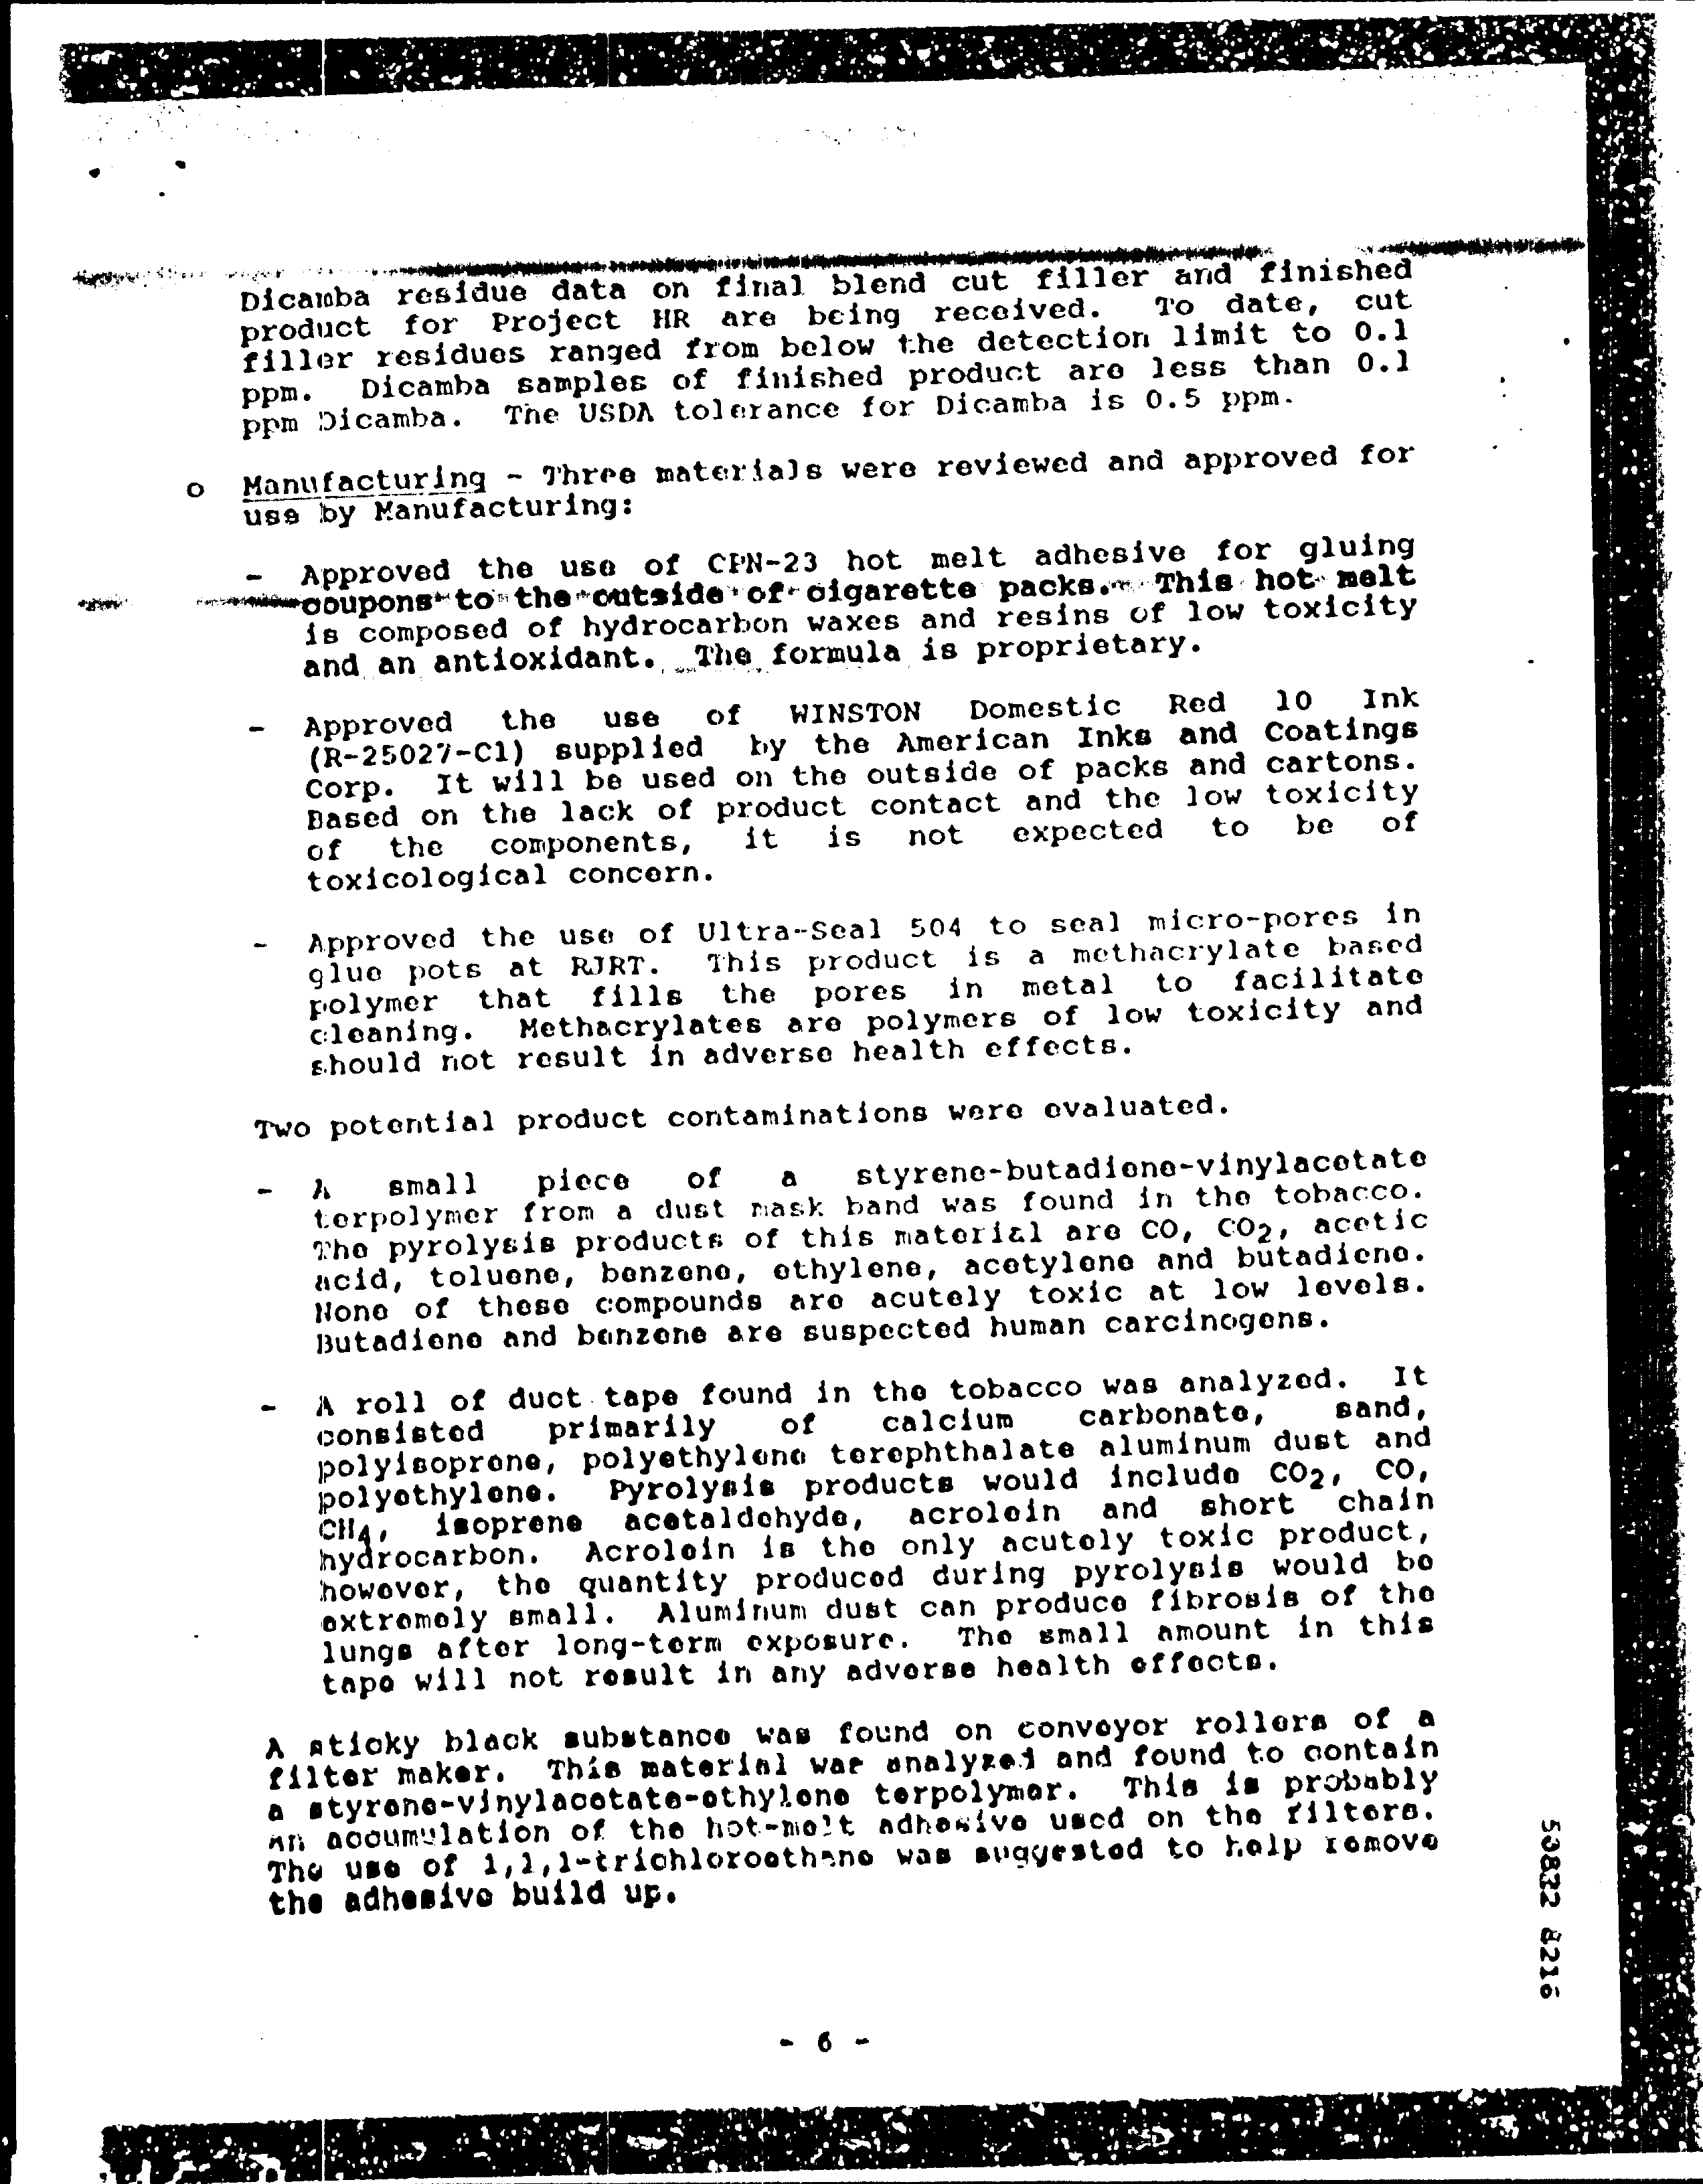 Dicamba residue data on final blend cut filler and finished
product for Project HR are being received. To date, cut
filler residues ranged from below the detection limit to 0.1
ppm. Dicamba samples of finished product are less than 0.1
ppm Dicamba. The USDA tolerance for Dicamba is 0.5 ppm.
o Manufacturing - Three materials were reviewed and approved for
use by Manufacturing:
- Approved the use of CPN-23 hot melt adhesive for gluing
coupons to the outside of cigarette packs. This hot melt
is composed of hydrocarbon waxes and resins of low toxicity
and an antioxidant. The formula is proprietary.
- Approved the use of WINSTON Domestic Red 10 Ink
(R-25027-C1) supplied by the American Inks and Coatings
Corp. It will be used on the outside of packs and cartons.
Based on the lack of product contact and the low toxicity
of the components, it is not expected to be of
toxicological concern.
- Approved the use of Ultra-Seal 504 to seal micro-pores in
glue pots at RJRT. This product is a methacrylate based
polymer that fills the pores in metal to facilitate
cleaning. Methacrylates are polymers of low toxicity and
should not result in adverse health effects.
Two potential product contaminations were evaluated.
- A small piece of a styrene-butadiene-vinylacetate
terpolymer from a dust mask band was found in the tobacco.
The pyrolysis products of this material are CO, CO2, acetic
acid, toluene, benzene, ethylene, acetylene and butadiene.
None of these compounds are acutely toxic at low levels.
Butadiene and benzene are suspected human carcinogens.
- A roll of duct tape found in the tobacco was analyzed. It
consisted primarily of calcium carbonate, sand,
polyisoprene, polyethylene terephthalate aluminum dust and
polyethylene. Pyrolysis products would include CO2, CO,
CH4, isoprene acetaldehyde, acrolein and short chain
hydrocarbon. Acrolein is the only acutely toxic product,
however, the quantity produced during pyrolysis would be
extremely small. Aluminum dust can produce fibrosis of the
lungs after long-term exposure. The small amount in this
tape will not result in any adverse health effects.
A sticky black substance was found on conveyor rollers of a
filter maker. This material was analyzed and found to contain
a styrene-vinylacetate-ethylene terpolymer. This is probably
an accumulation of the hot-melt adhesive used on the filters.
The use of 1,1,1-trichloroethane was suggested to help remove
the adhesive build up.
50832 8216
- 6 -